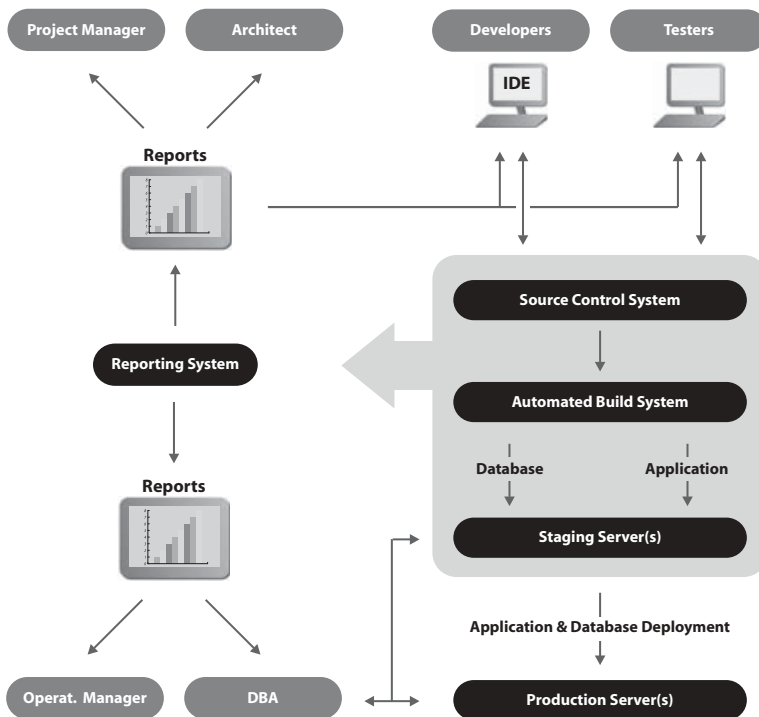 Project Manager
Architect
Developers
Testers
IDE
Reports
Source Control System
Reporting System
Automated Build System
Database
Application
Reports
Staging Server(s)
Application & Database Deployment
Operat. Manager
DBA
Production Server(s)